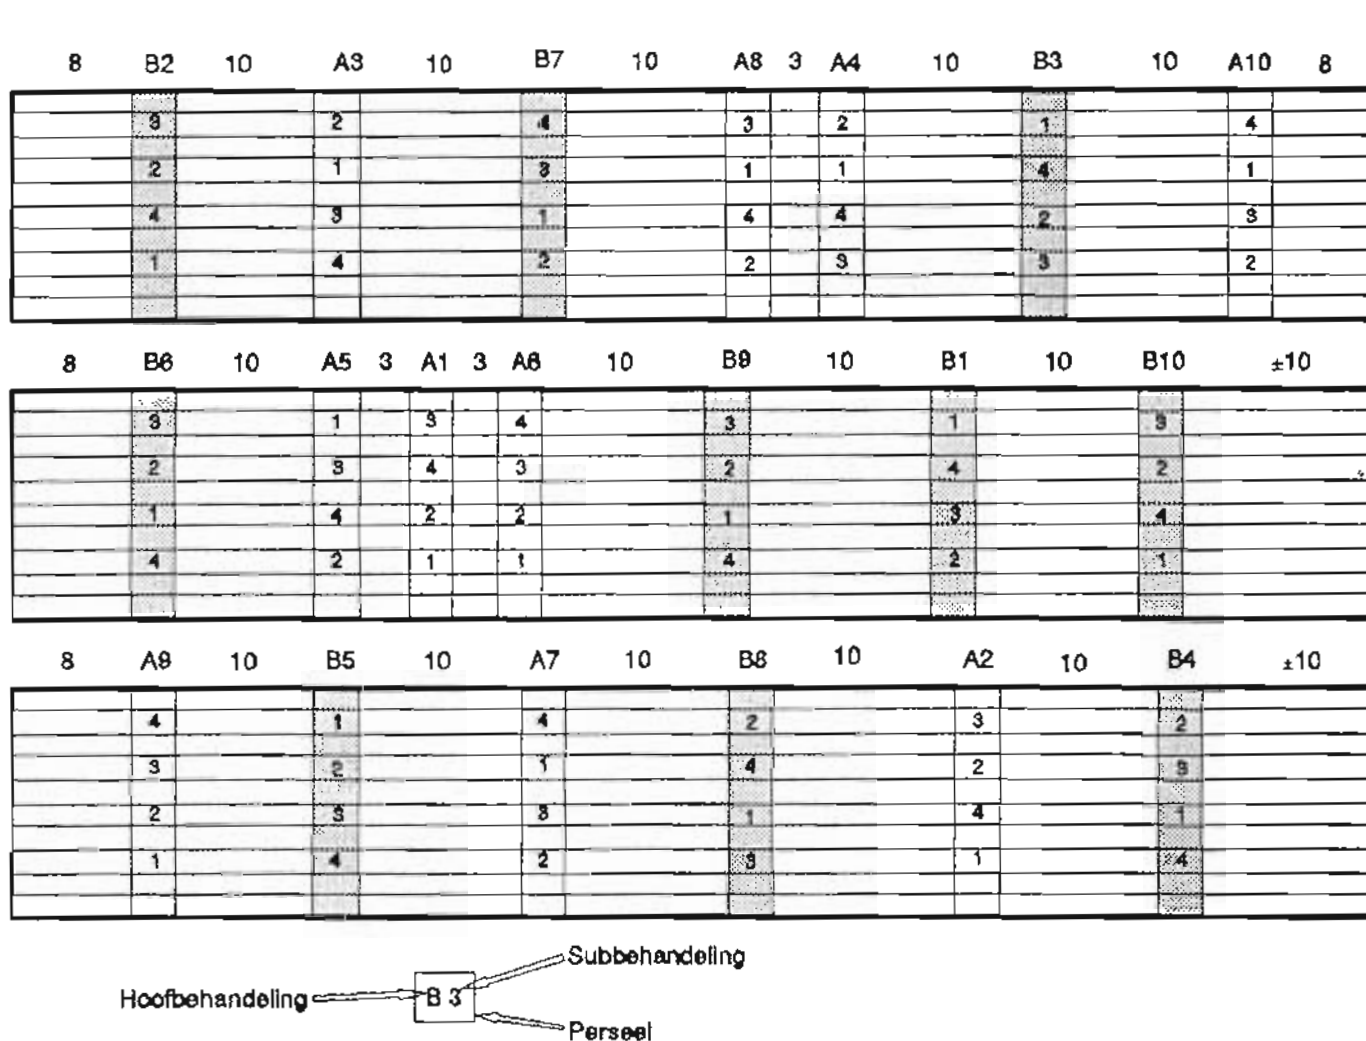 8 B2 10 A3 10 B7 10 A8 3 A4 10 B3 10 A10 8
3 2 4 3 2 1 4
2 1 3 1 1 4 1
4 3 1 4 4 2 3
1 4 2 2 3 3 2
8 B6 10 A5 3 A1 3 A6 10 B9 10 B1 10 B10 ±10
3 1 3 4 3 1 3
2 3 4 3 2 4 2
1 4 2 2 1 3 4
4 2 1 1 4 2 1
8 A9 10 B5 10 A7 10 B8 10 A2 10 B4 ±10
4 1 4 2 3 2
3 2 1 4 2 3
2 3 3 1 4 1
1 4 2 3 1 4
Subbehandeling
Hoofbehandeling B 3
Perseel